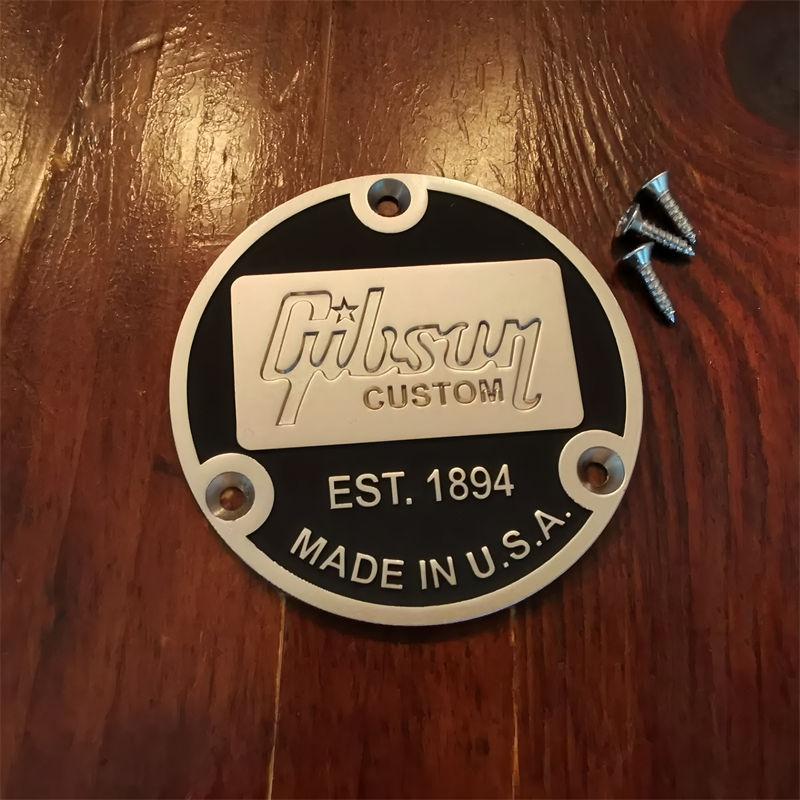 Gibson
CUSTOM
EST. 1894
MADE IN U.S.A.